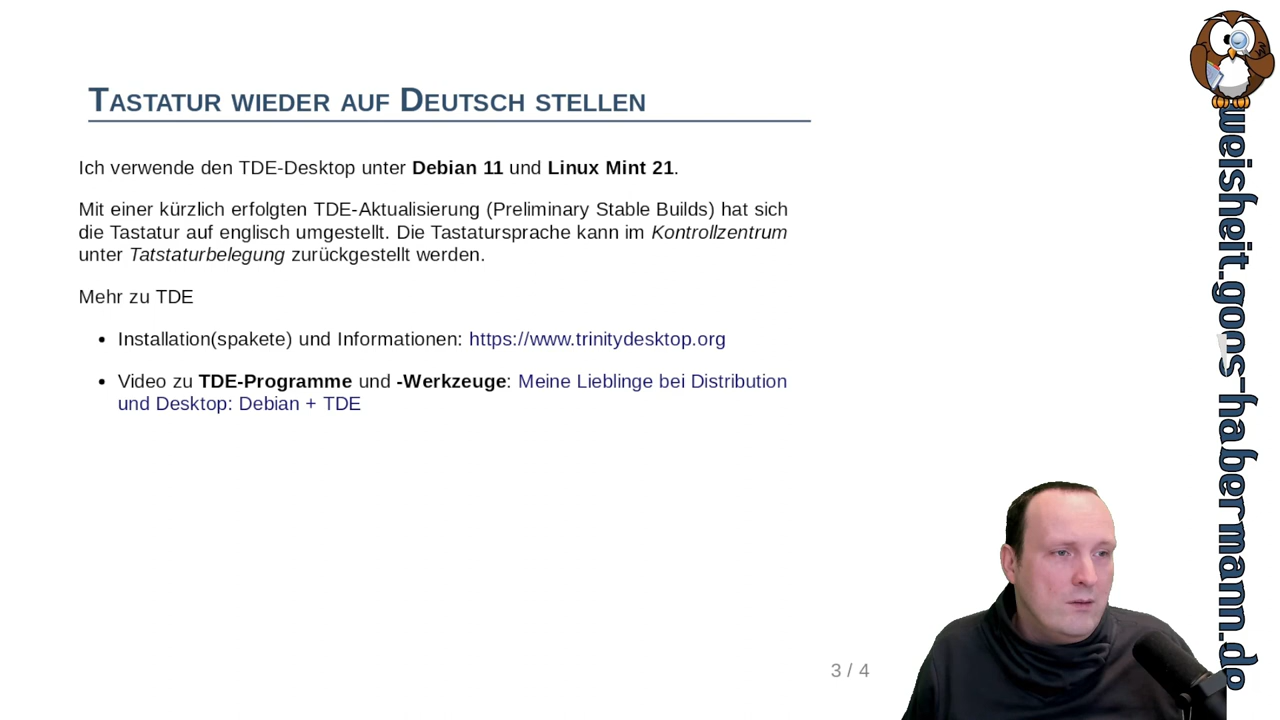 Tastatur wieder auf Deutsch stellen
Ich verwende den TDE-Desktop unter Debian 11 und Linux Mint 21.
Mit einer kürzlich erfolgten TDE-Aktualisierung (Preliminary Stable Builds) hat sich
die Tastatur auf englisch umgestellt. Die Tastatursprache kann im Kontrollzentrum
unter Tatstaturbelegung zurückgestellt werden.
Mehr zu TDE
• Installation(spakete) und Informationen: https://www.trinitydesktop.org
• Video zu TDE-Programme und -Werkzeuge: Meine Lieblinge bei Distribution
und Desktop: Debian + TDE
3 / 4
weisheit.goos-habermann.de